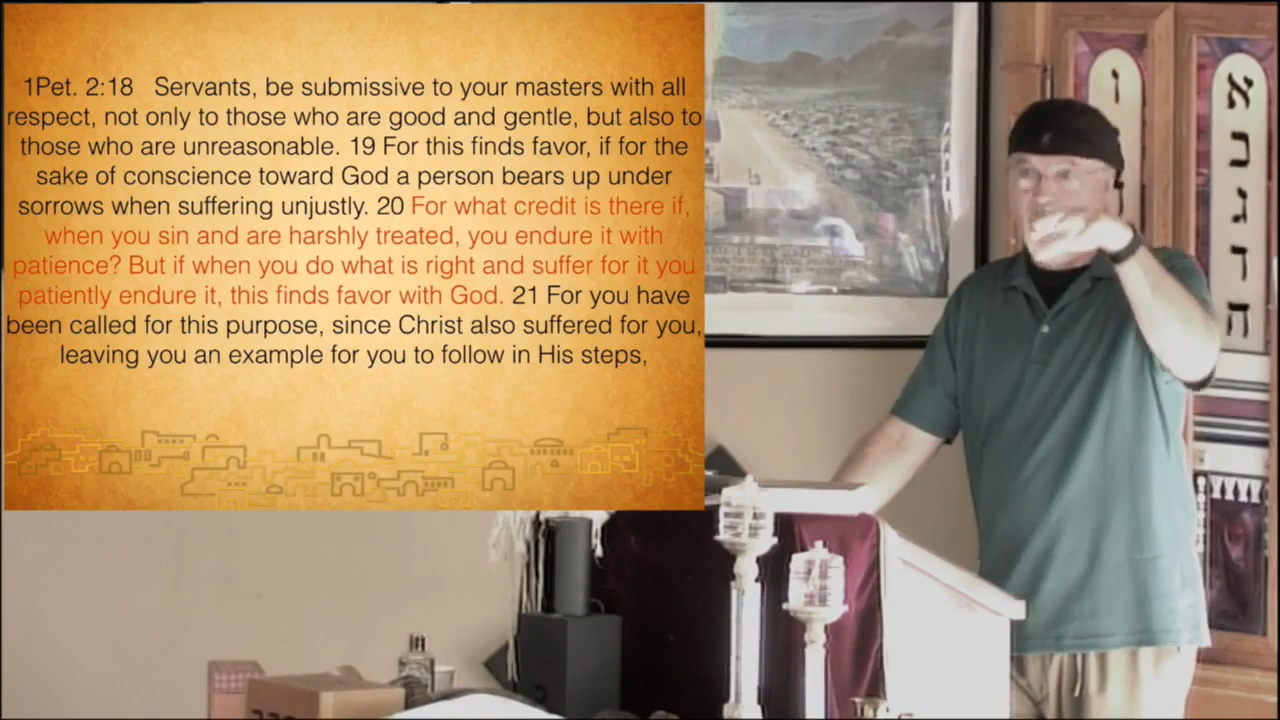 1Pet. 2:18 Servants, be submissive to your masters with all
respect, not only to those who are good and gentle, but also to
those who are unreasonable. 19 For this finds favor, if for the
sake of conscience toward God a person bears up under
sorrows when suffering unjustly. 20 For what credit is there if,
when you sin and are harshly treated, you endure it with
patience? But if when you do what is right and suffer for it you
patiently endure it, this finds favor with God. 21 For you have
been called for this purpose, since Christ also suffered for you,
leaving you an example for you to follow in His steps,
ו
א
ב
ג
ד
ה